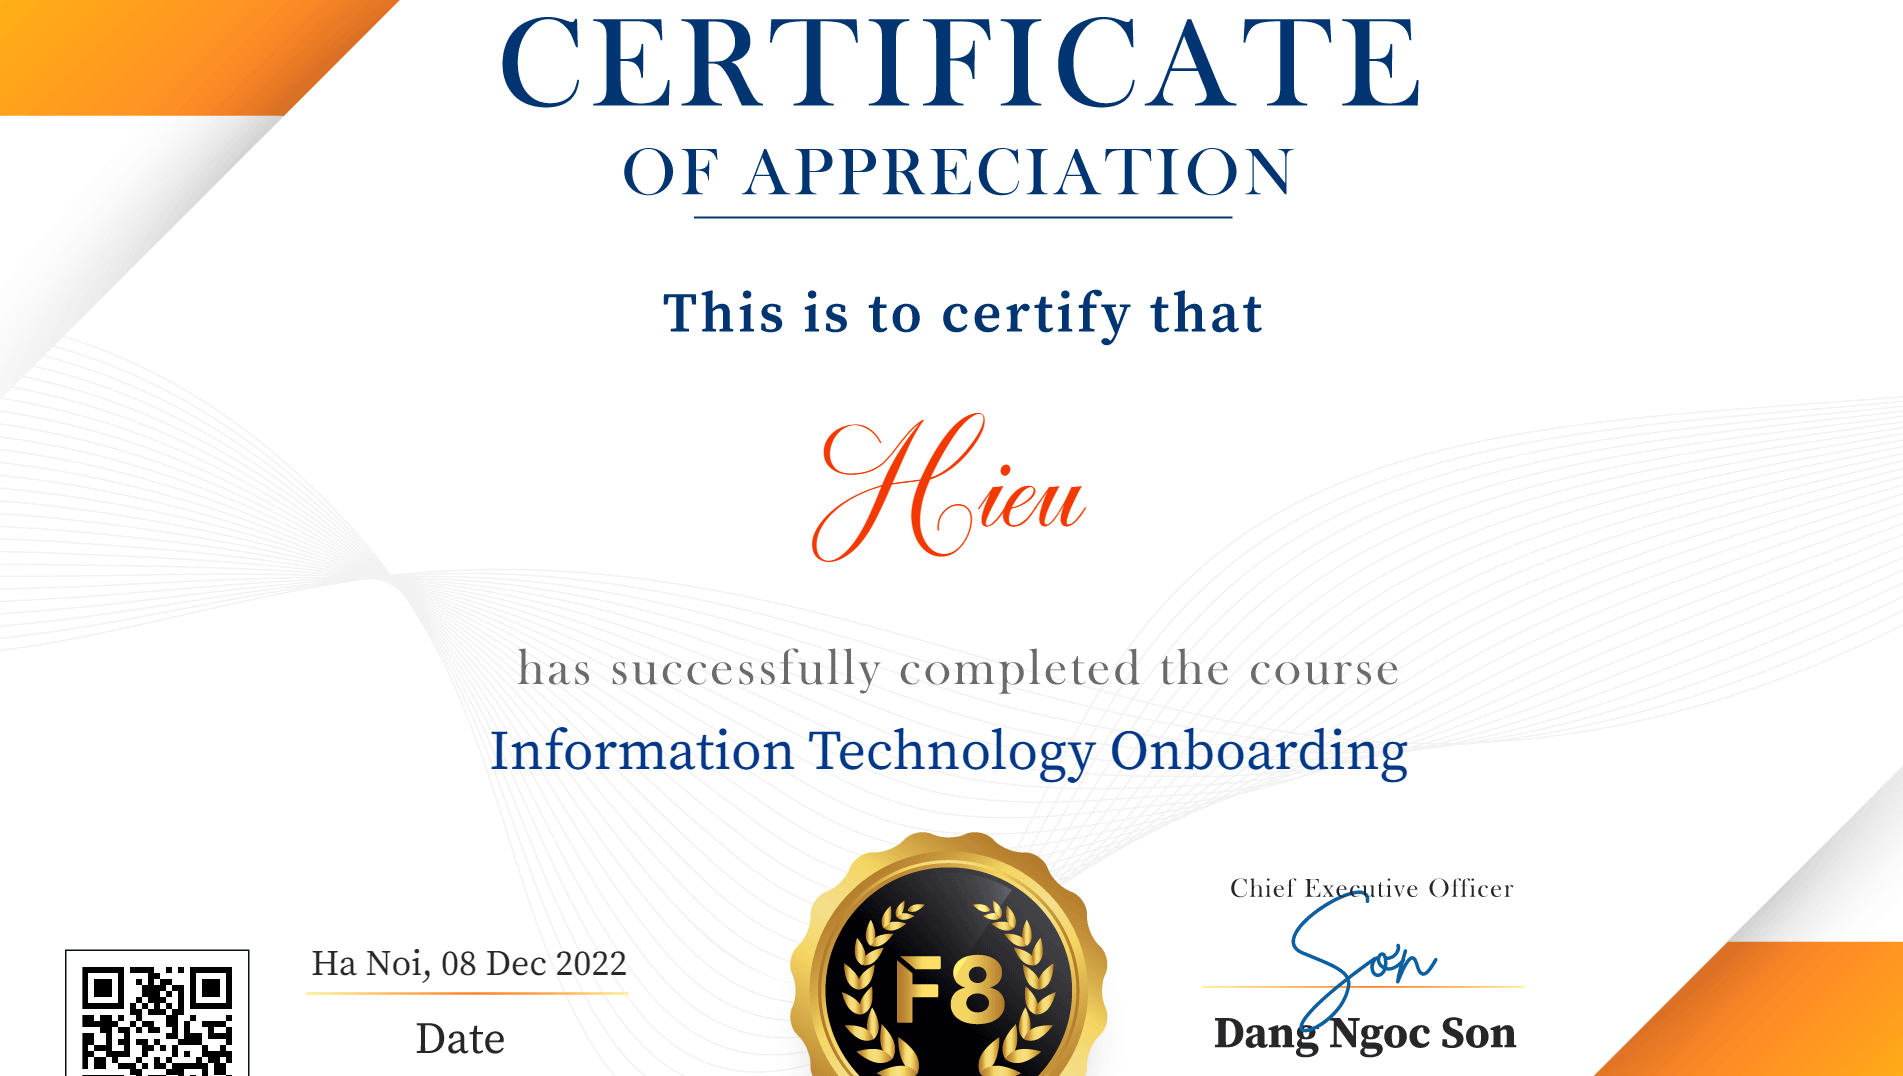 CERTIFICATE
OF APPRECIATION
This is to certify that
Hieu
has successfully completed the course
Information Technology Onboarding
Chief Executive Officer
Son
Ha Noi, 08 Dec 2022
F8
Date
Dang Ngoc Son